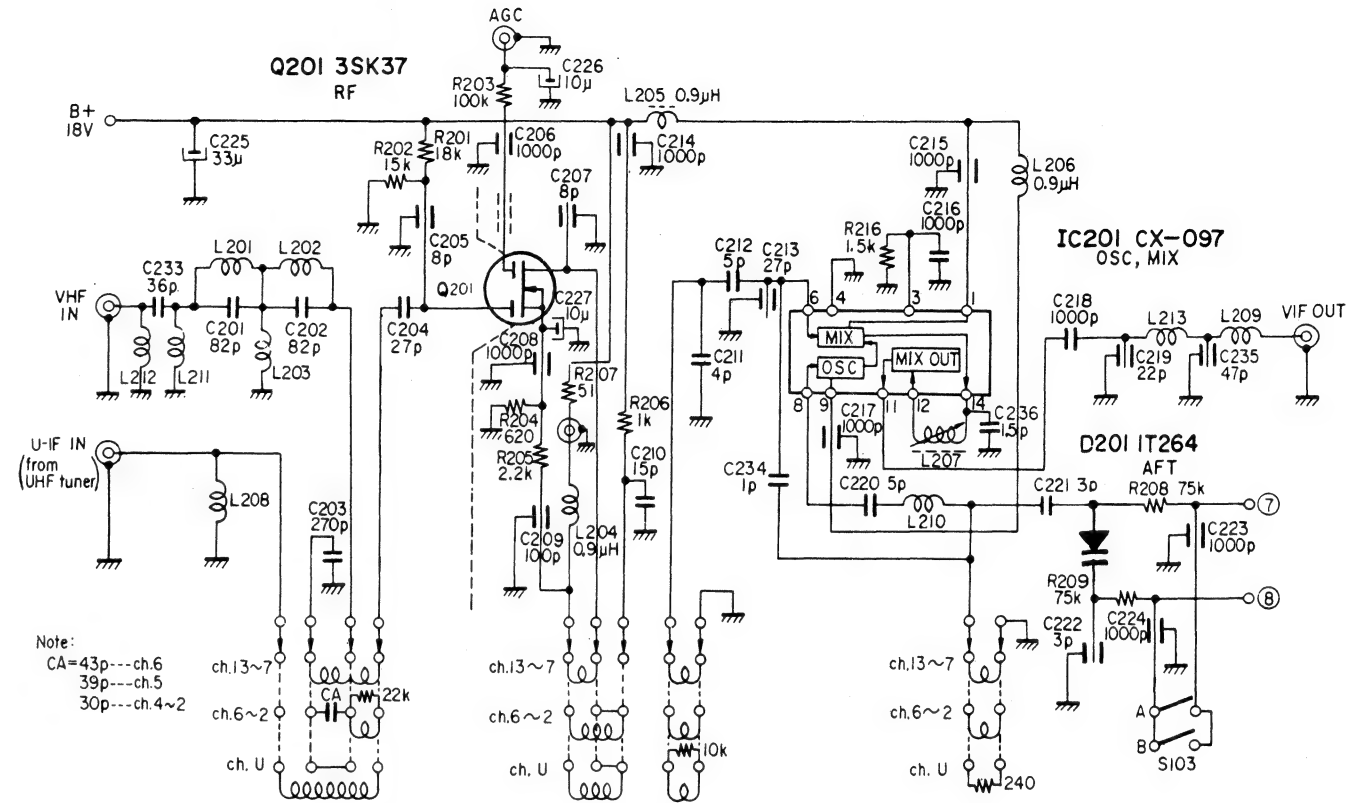 AGC
Q201 3SK37
RF
C226
10μ
R203
100k
L205 0.9μH
B+
18V
C225
33μ
R202
15k
R201
18k
C206
1000p
C214
1000p
C215
1000p
L206
0.9μH
C207
8p
C205
8p
C216
1000p
R216
1.5k
IC201 CX-097
OSC, MIX
L201
L202
C233
36p
VHF
IN
C201
82p
C202
82p
L212
L211
L203
C204
27p
Q201
C227
10μ
C208
1000p
C212
5p
C213
27p
6
4
3
1
MIX
OSC
MIX OUT
8
9
11
12
14
C211
4p
C218
1000p
L213
L209
VIF OUT
C219
22p
C235
47p
R207
51
R204
620
R205
2.2k
R206
1k
C210
15p
C217
1000p
C236
1.5p
L207
U-IF IN
(from
UHF tuner)
L208
C203
270p
C209
100p
L204
0.9μH
C234
1p
C220 5p
L210
C221 3p
D201 1T264
AFT
R208 75k
7
C223
1000p
R209
75k
8
C222
3p
C224
1000p
Note:
CA=43p---ch.6
39p---ch.5
30p---ch.4~2
ch.13~7
CA
22k
ch.6~2
ch. U
ch.13~7
ch.6~2
10k
ch. U
ch.13~7
ch.6~2
ch. U
240
A
B
S103